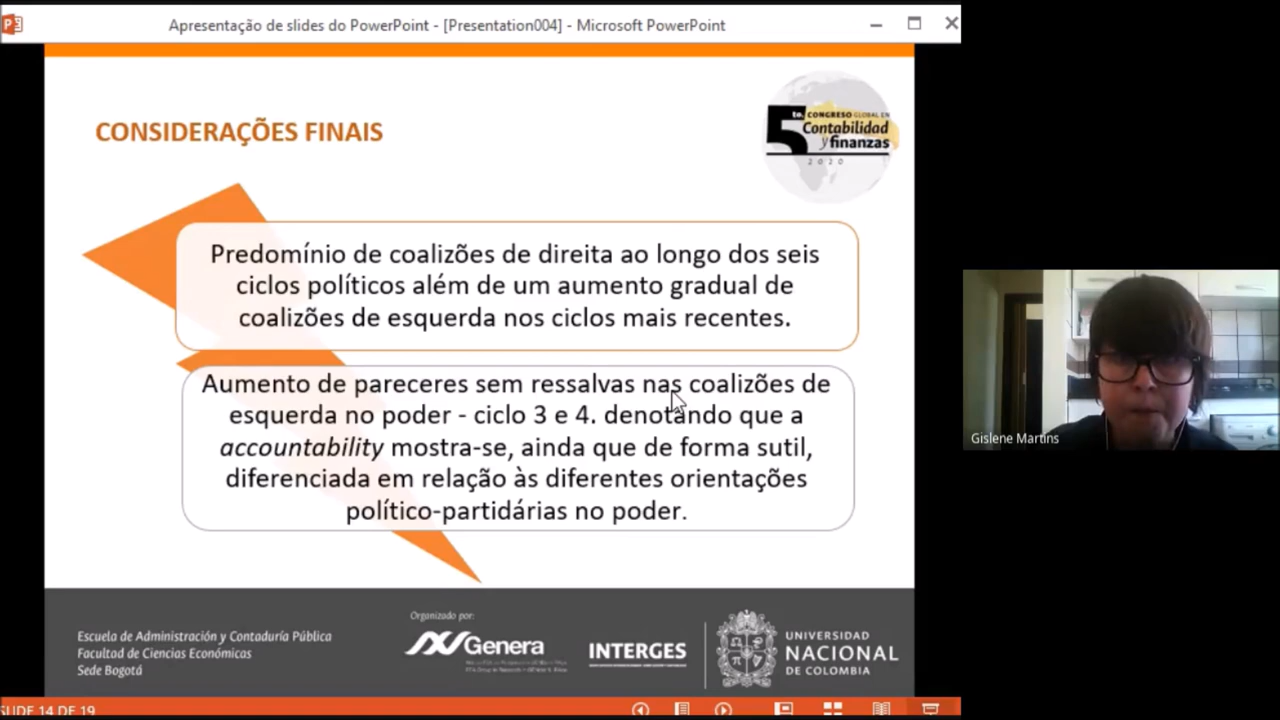 Apresentação de slides do PowerPoint - [Presentation004] - Microsoft PowerPoint
CONSIDERAÇÕES FINAIS
5to. CONGRESO GLOBAL EN
Contabilidad
y finanzas
2020
Predomínio de coalizões de direita ao longo dos seis
ciclos políticos além de um aumento gradual de
coalizões de esquerda nos ciclos mais recentes.
Aumento de pareceres sem ressalvas nas coalizões de
esquerda no poder - ciclo 3 e 4. denotando que a
accountability mostra-se, ainda que de forma sutil,
diferenciada em relação às diferentes orientações
político-partidárias no poder.
Gislene Martins
Escuela de Administración y Contaduría Pública
Facultad de Ciencias Económicas
Sede Bogotá
Organizado por:
Genera
INTERGES
UNIVERSIDAD
NACIONAL
DE COLOMBIA
SLIDE 14 DE 19